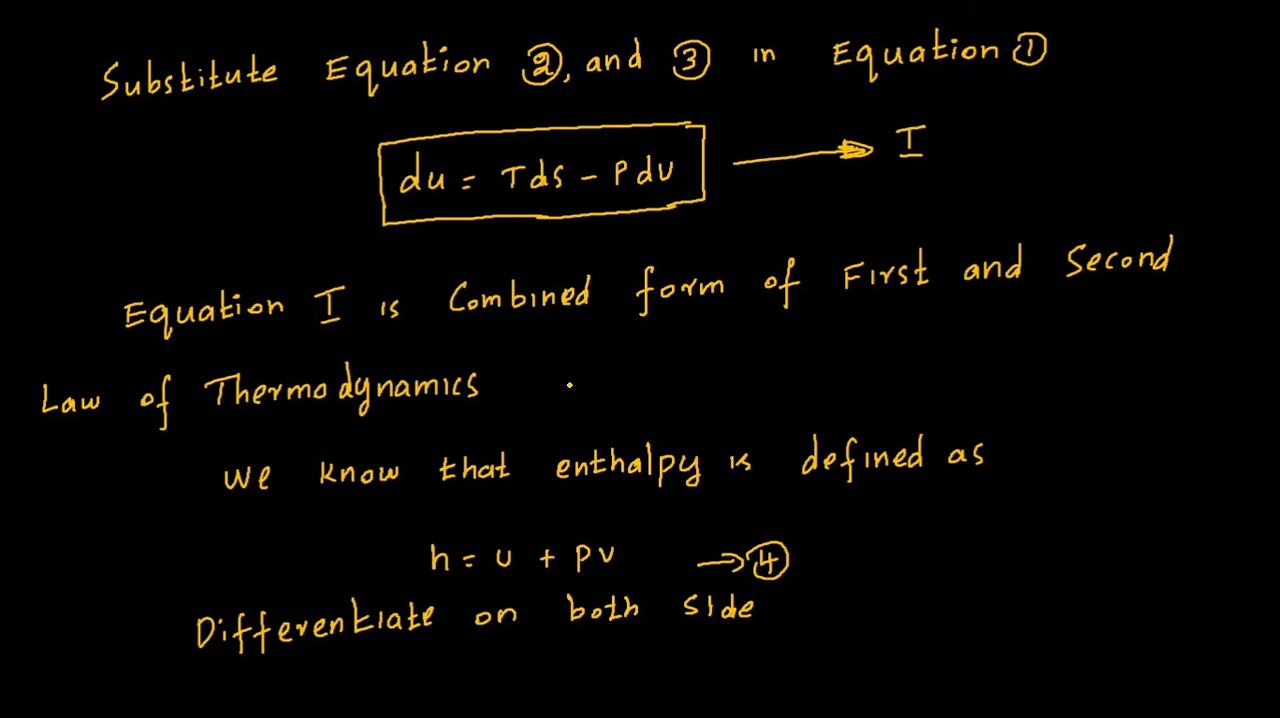 Substitute Equation ②, and ③ in Equation ①
du = Tds - Pdv → I
Equation I is Combined form of First and Second
Law of Thermodynamics
We know that enthalpy is defined as
h = u + pv → ④
Differentiate on both side